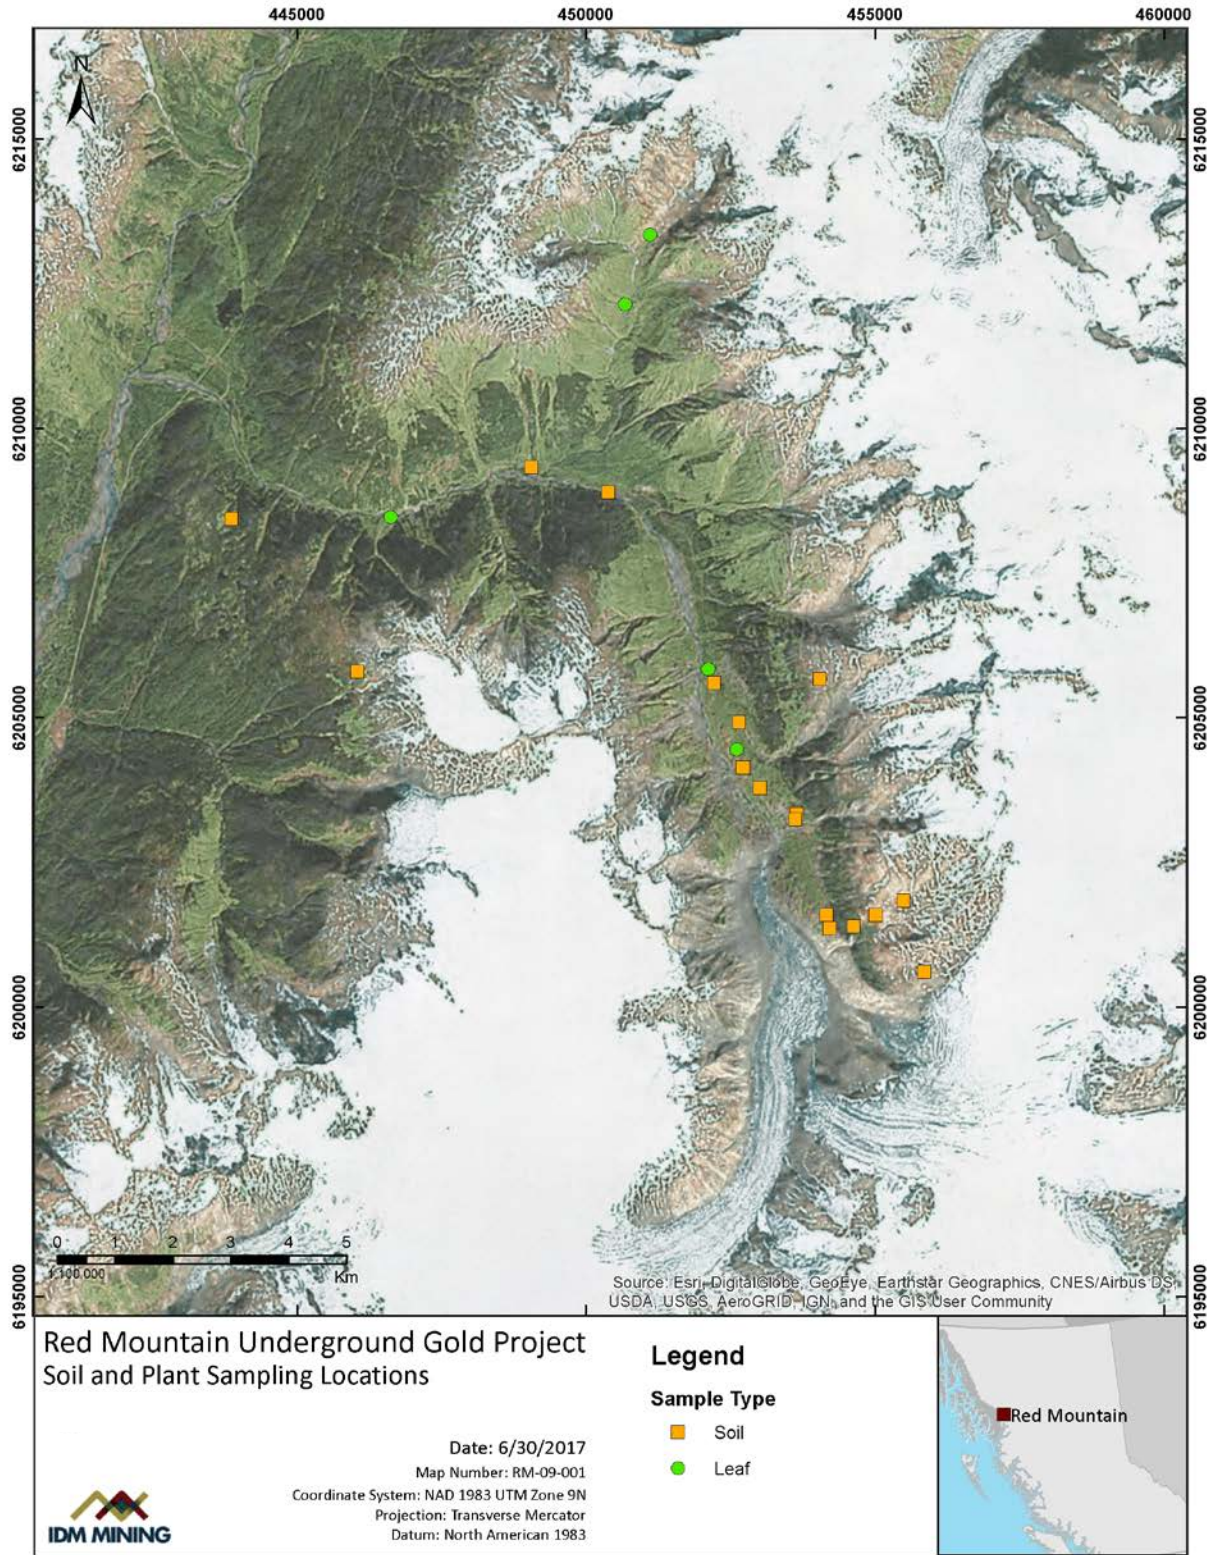 445000 450000 455000 460000
N
6215000 6215000
6210000 6210000
6205000 6205000
6200000 6200000
6195000 6195000
0 1 2 3 4 5
Km
1:100,000
Source: Esri, DigitalGlobe, GeoEye, Earthstar Geographics, CNES/Airbus DS,
USDA, USGS, AeroGRID, IGN, and the GIS User Community
Red Mountain Underground Gold Project
Soil and Plant Sampling Locations
Date: 6/30/2017
Map Number: RM-09-001
Coordinate System: NAD 1983 UTM Zone 9N
Projection: Transverse Mercator
Datum: North American 1983
IDM MINING
Legend
Sample Type
Soil
Leaf
Red Mountain